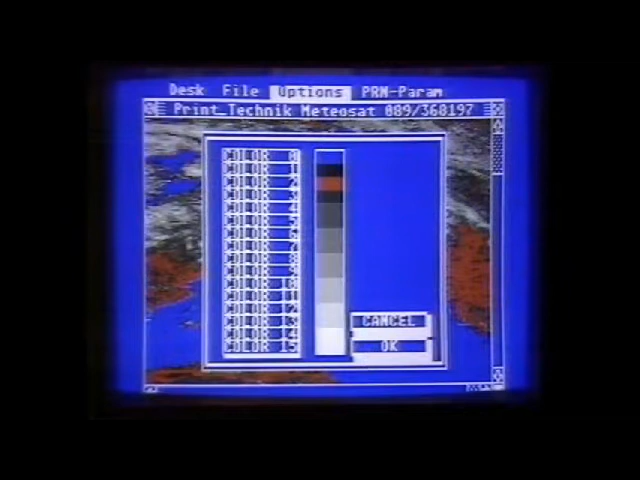 Desk File Options PRN-Param
Print_Technik Meteosat 089/368197
COLOR 0
COLOR 1
COLOR 2
COLOR 3
COLOR 4
COLOR 5
COLOR 6
COLOR 7
COLOR 8
COLOR 9
COLOR 10
COLOR 11
COLOR 12
COLOR 13
COLOR 14
COLOR 15
CANCEL
OK